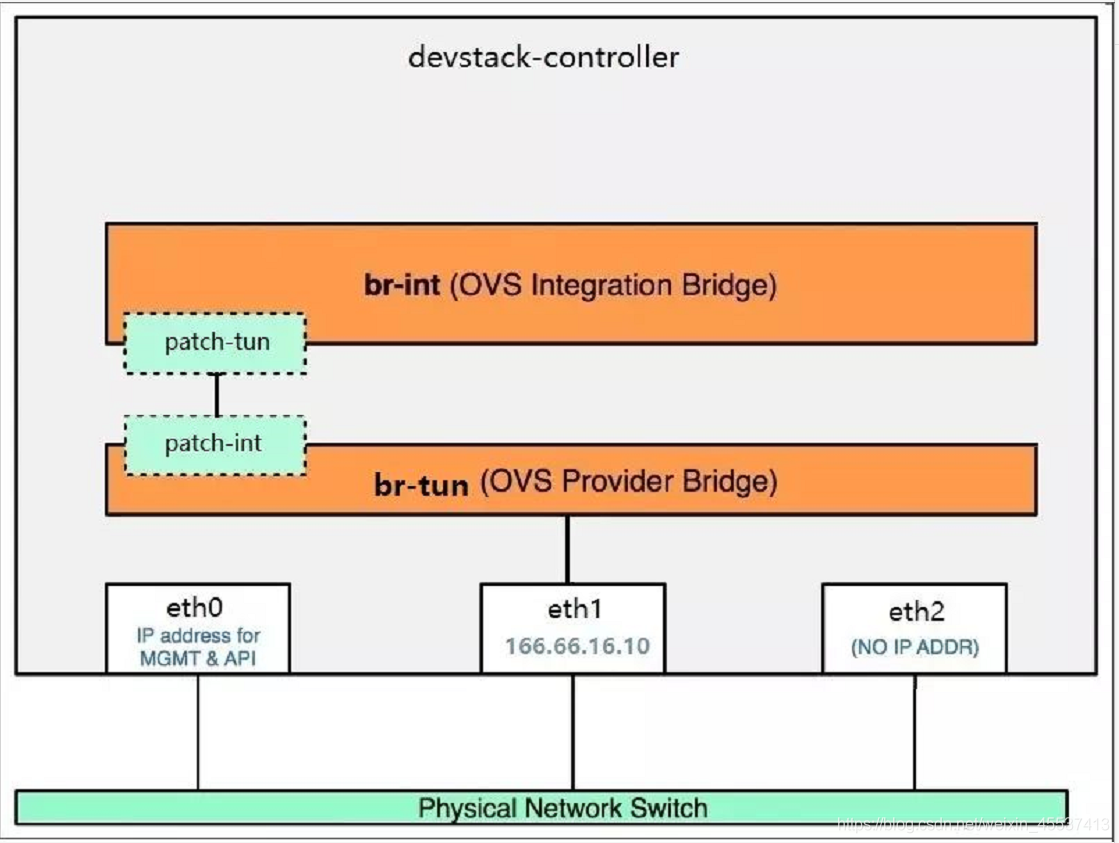 devstack-controller
br-int (OVS Integration Bridge)
patch-tun
patch-int
br-tun (OVS Provider Bridge)
eth0
IP address for
MGMT & API
eth1
166.66.16.10
eth2
(NO IP ADDR)
Physical Network Switch
https://blog.csdn.net/weixin_45537413